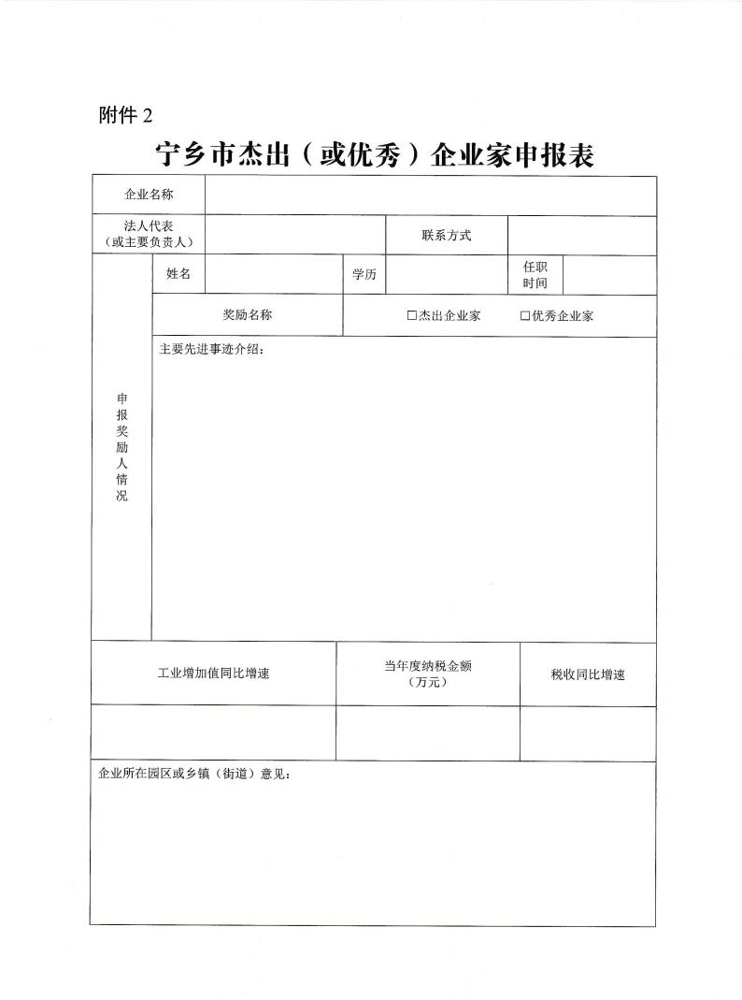 附件 2
宁乡市杰出（或优秀）企业家申报表
企业名称
法人代表
（或主要负责人）
联系方式
申报奖励人情况
姓名
学历
任职
时间
奖励名称
□杰出企业家 □优秀企业家
主要先进事迹介绍：
工业增加值同比增速
当年度纳税金额
（万元）
税收同比增速
企业所在园区或乡镇（街道）意见：